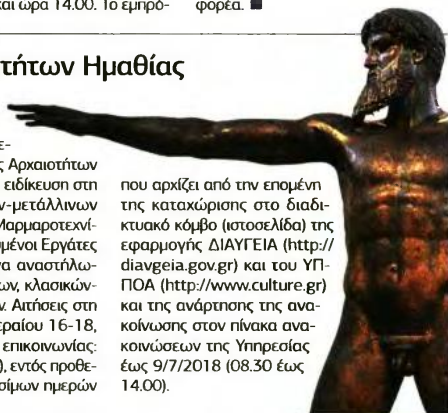 και ώρα 14.00. Το εμπρό-
φορέα. ■
τήτων Ημαθίας
ε-
ς Αρχαιοτήτων
ειδίκευση στη
ν-μετάλλινων
Μαρμαροτεχνί-
μένοι Εργάτες
α αναστήλω-
ων, κλασικών-
ν. Αιτήσεις στη
εραίου 16-18,
επικοινωνίας:
), εντός προθε-
σίμων ημερών
που αρχίζει από την επομένη
της καταχώρισης στο διαδι-
κτυακό κόμβο (ιστοσελίδα) της
εφαρμογής ΔΙΑΥΓΕΙΑ (http://
diavgeia.gov.gr) και του ΥΠ-
ΠΟΑ (http://www.culture.gr)
και της ανάρτησης της ανα-
κοίνωσης στον πίνακα ανα-
κοινώσεων της Υπηρεσίας
έως 9/7/2018 (08.30 έως
14.00).